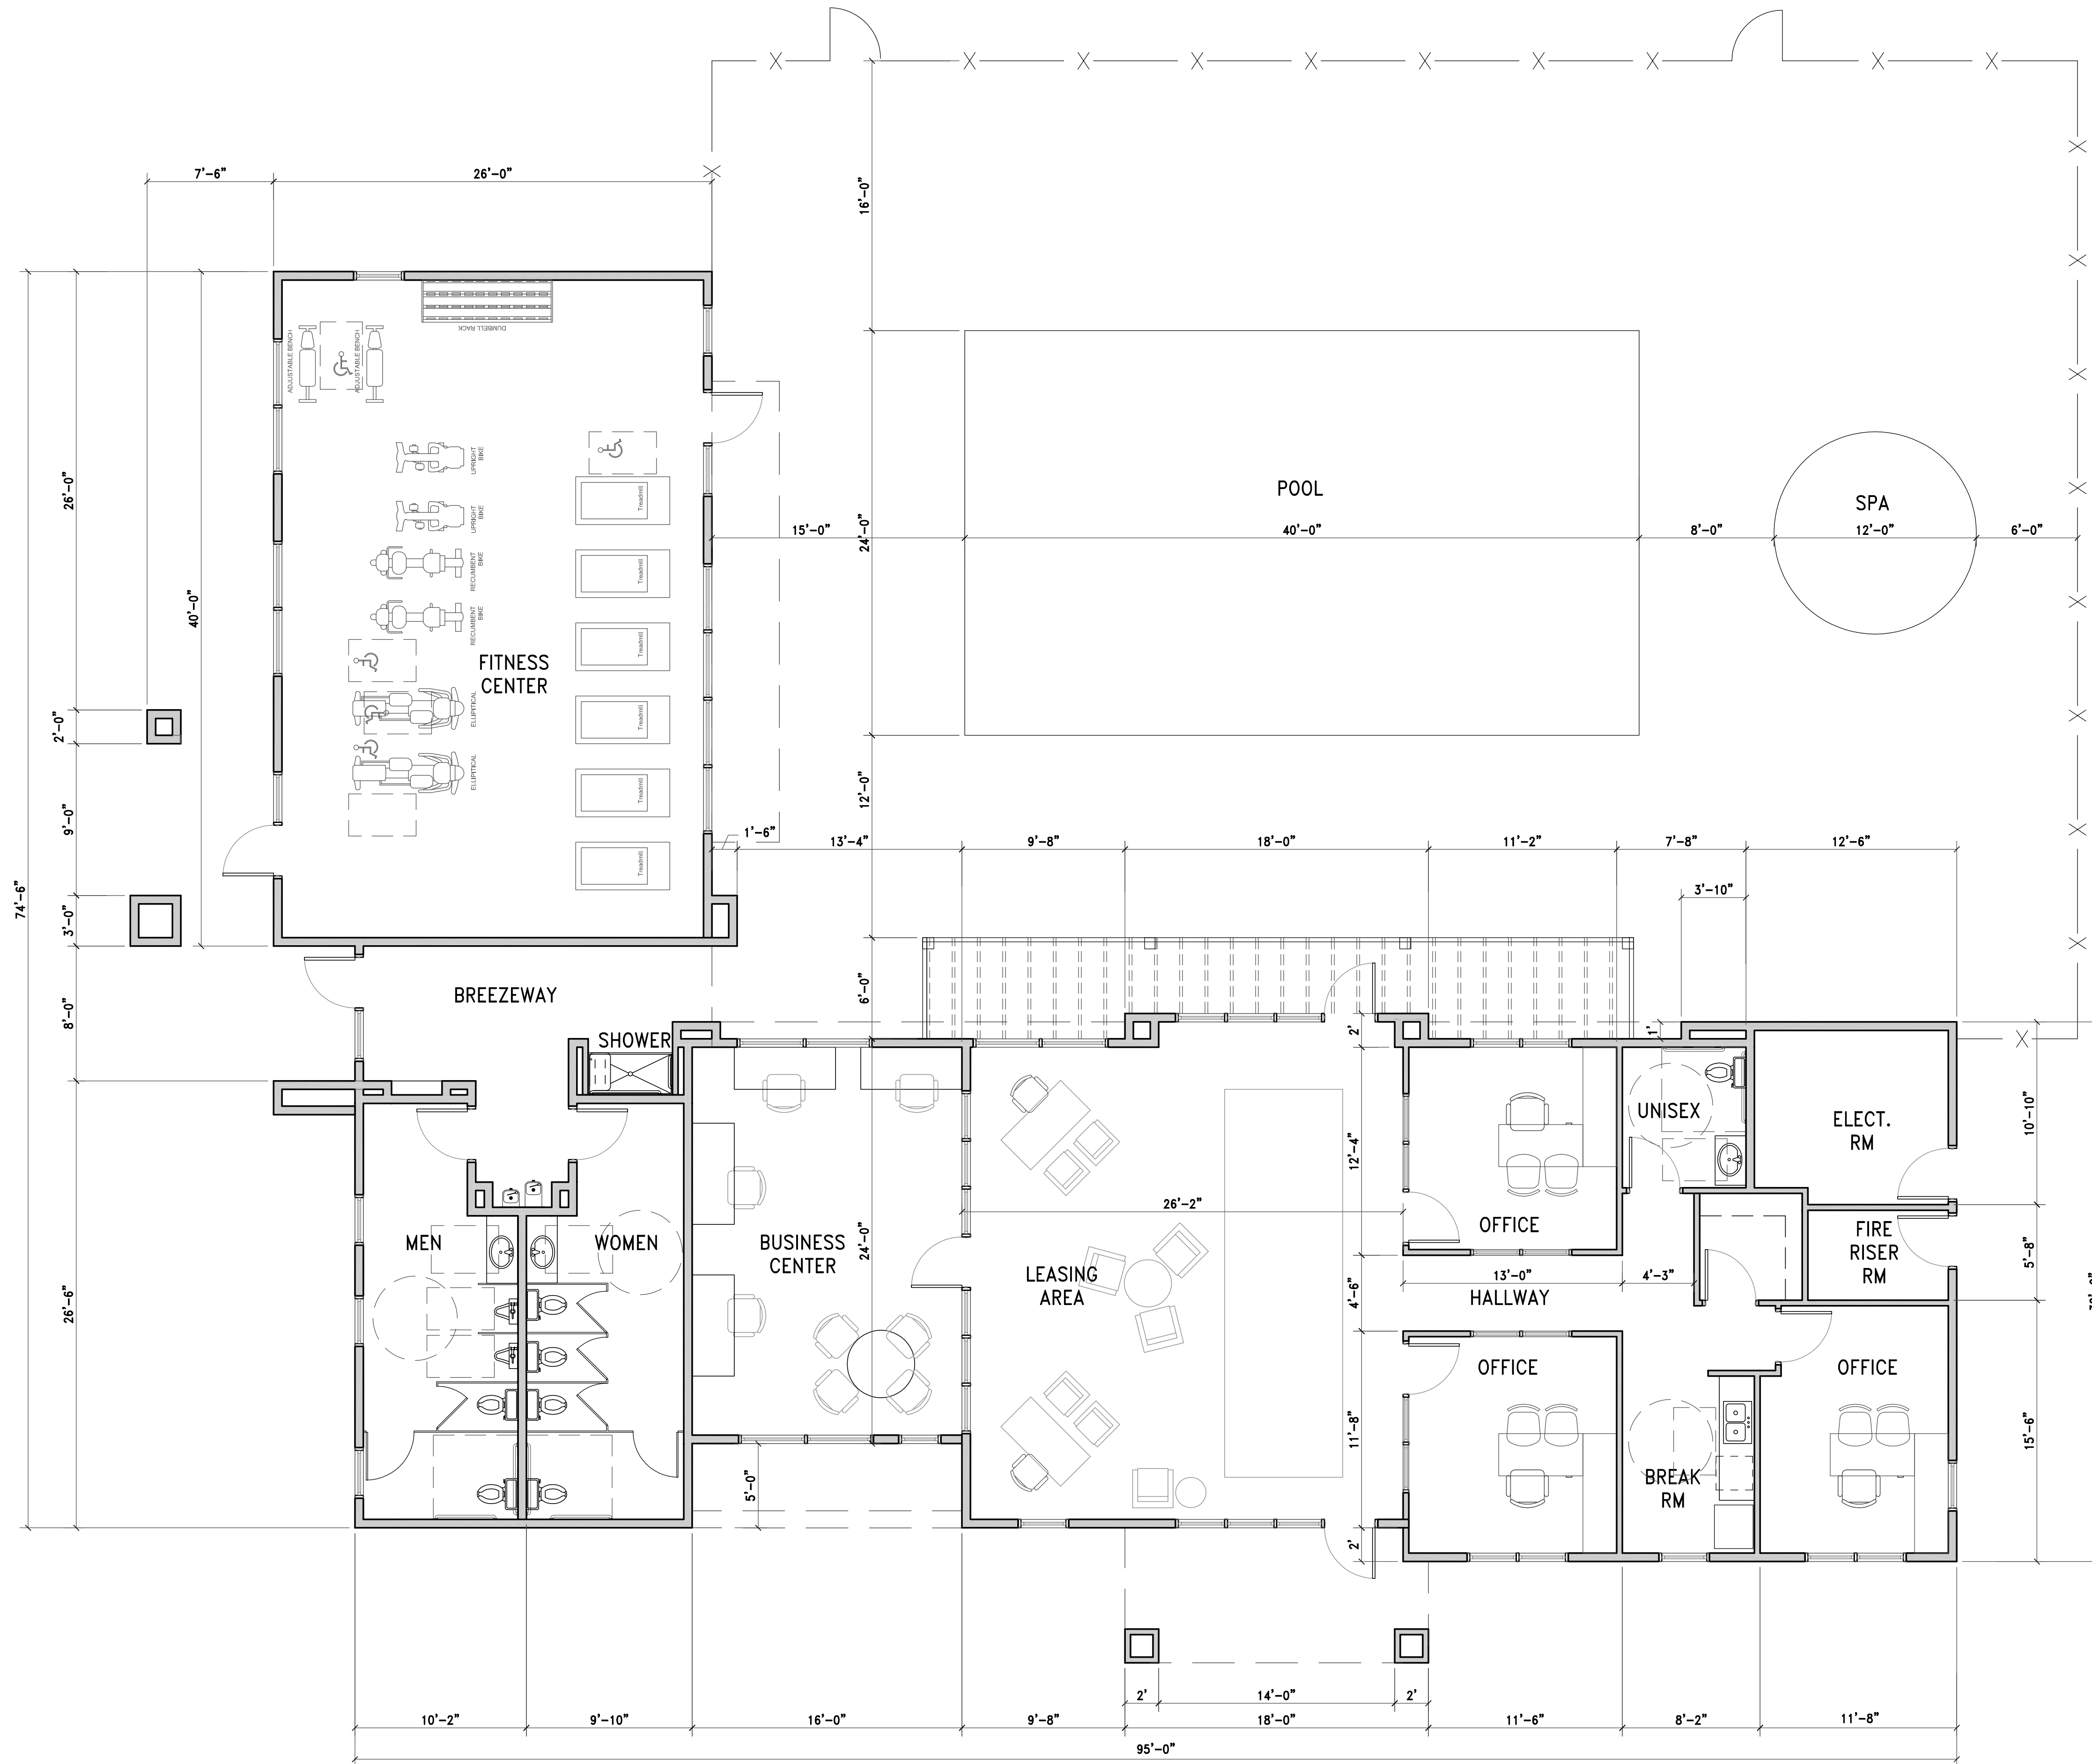 7'-6"
26'-0"
16'-0"
DUMBELL RACK
ADJUSTABLE BENCH
ADJUSTABLE BENCH
UPRIGHT
BIKE
UPRIGHT
BIKE
RECUMBENT
BIKE
RECUMBENT
BIKE
ELLIPITICAL
ELLIPITICAL
Treadmill
Treadmill
Treadmill
Treadmill
Treadmill
Treadmill
FITNESS
CENTER
POOL
SPA
15'-0"
40'-0"
8'-0"
12'-0"
6'-0"
24'-0"
12'-0"
26'-0"
40'-0"
2'-0"
9'-0"
74'-6"
3'-0"
8'-0"
26'-6"
1'-6"
13'-4"
9'-8"
18'-0"
11'-2"
7'-8"
12'-6"
3'-10"
BREEZEWAY
6'-0"
SHOWER
2'
1'
UNISEX
ELECT.
RM
10'-10"
12'-4"
26'-2"
OFFICE
MEN
WOMEN
BUSINESS
CENTER
24'-0"
LEASING
AREA
FIRE
RISER
RM
5'-8"
13'-0"
4'-3"
4'-6"
HALLWAY
OFFICE
OFFICE
11'-8"
15'-6"
5'-0"
BREAK
RM
2'
2'
14'-0"
2'
10'-2"
9'-10"
16'-0"
9'-8"
18'-0"
11'-6"
8'-2"
11'-8"
95'-0"